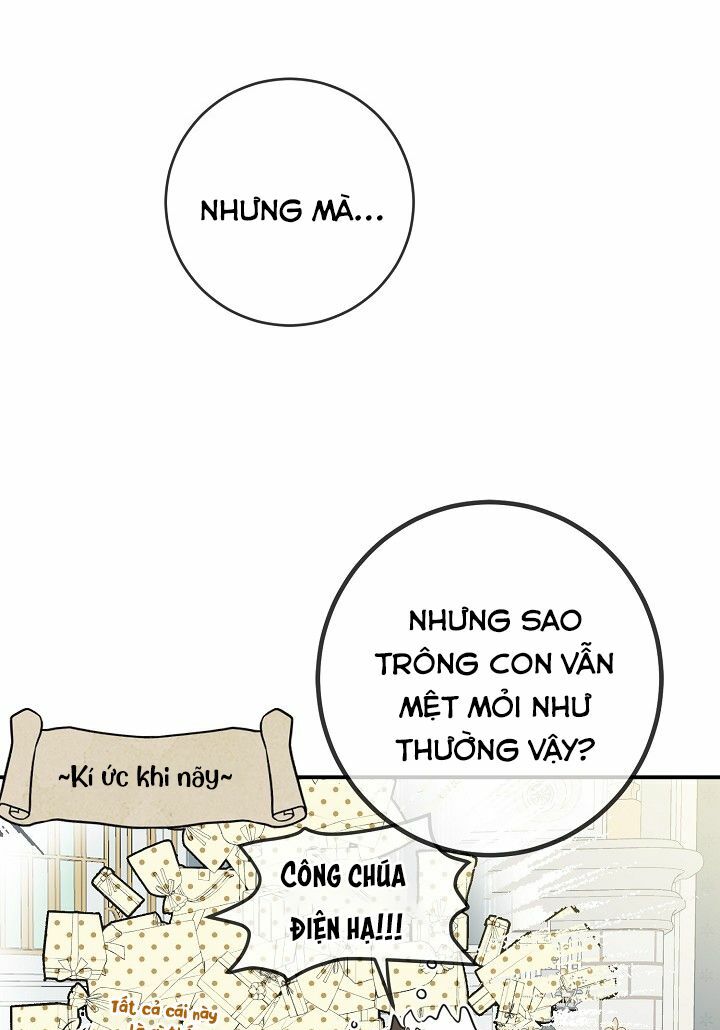 NHƯNG MÀ...
NHƯNG SAO
TRÔNG CON VẪN
MỆT MỎI NHƯ
THƯỜNG VẬY?
~Kí ức khi nãy~
CÔNG CHÚA
ĐIỆN HẠ!!!
Tất cả cái này